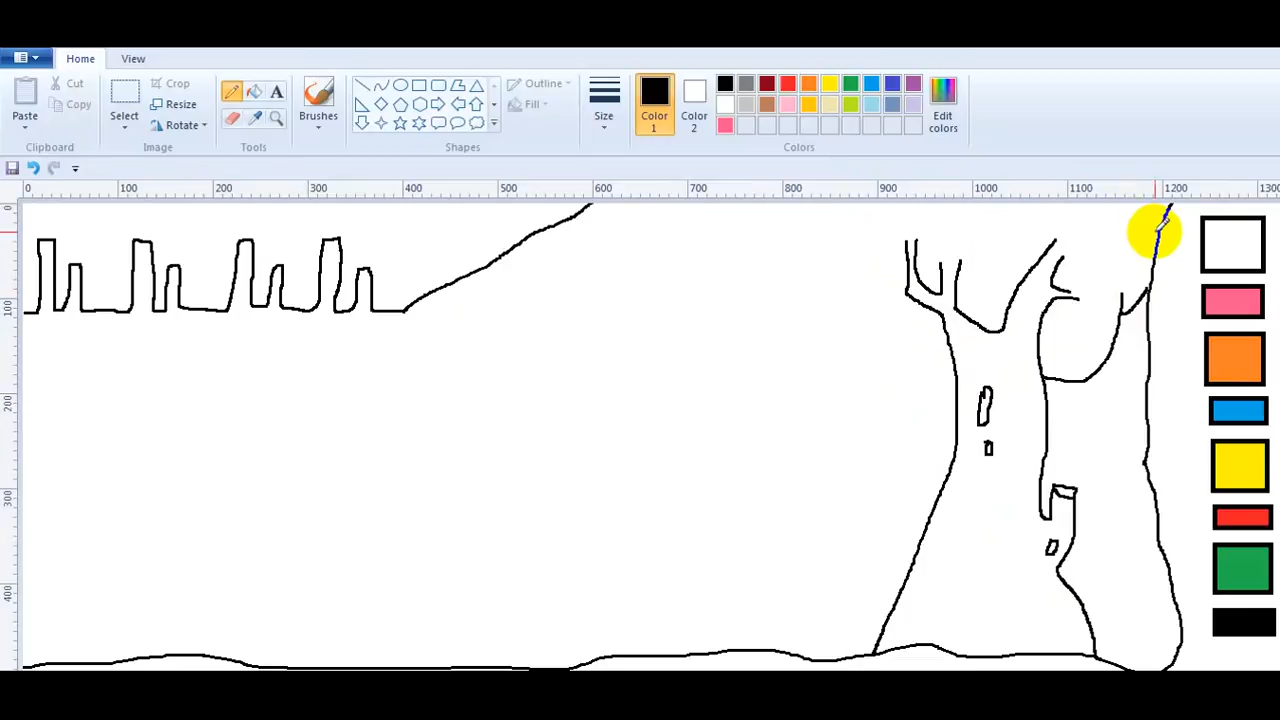 Home View
Paste Cut Copy
Select Crop Resize Rotate
A
Brushes
Outline Fill
Size
Color 1
Color 2
Edit colors
Clipboard Image Tools Shapes Colors
0 100 200 300 400 500 600 700 800 900 1000 1100 1200 1300
0
100
200
300
400